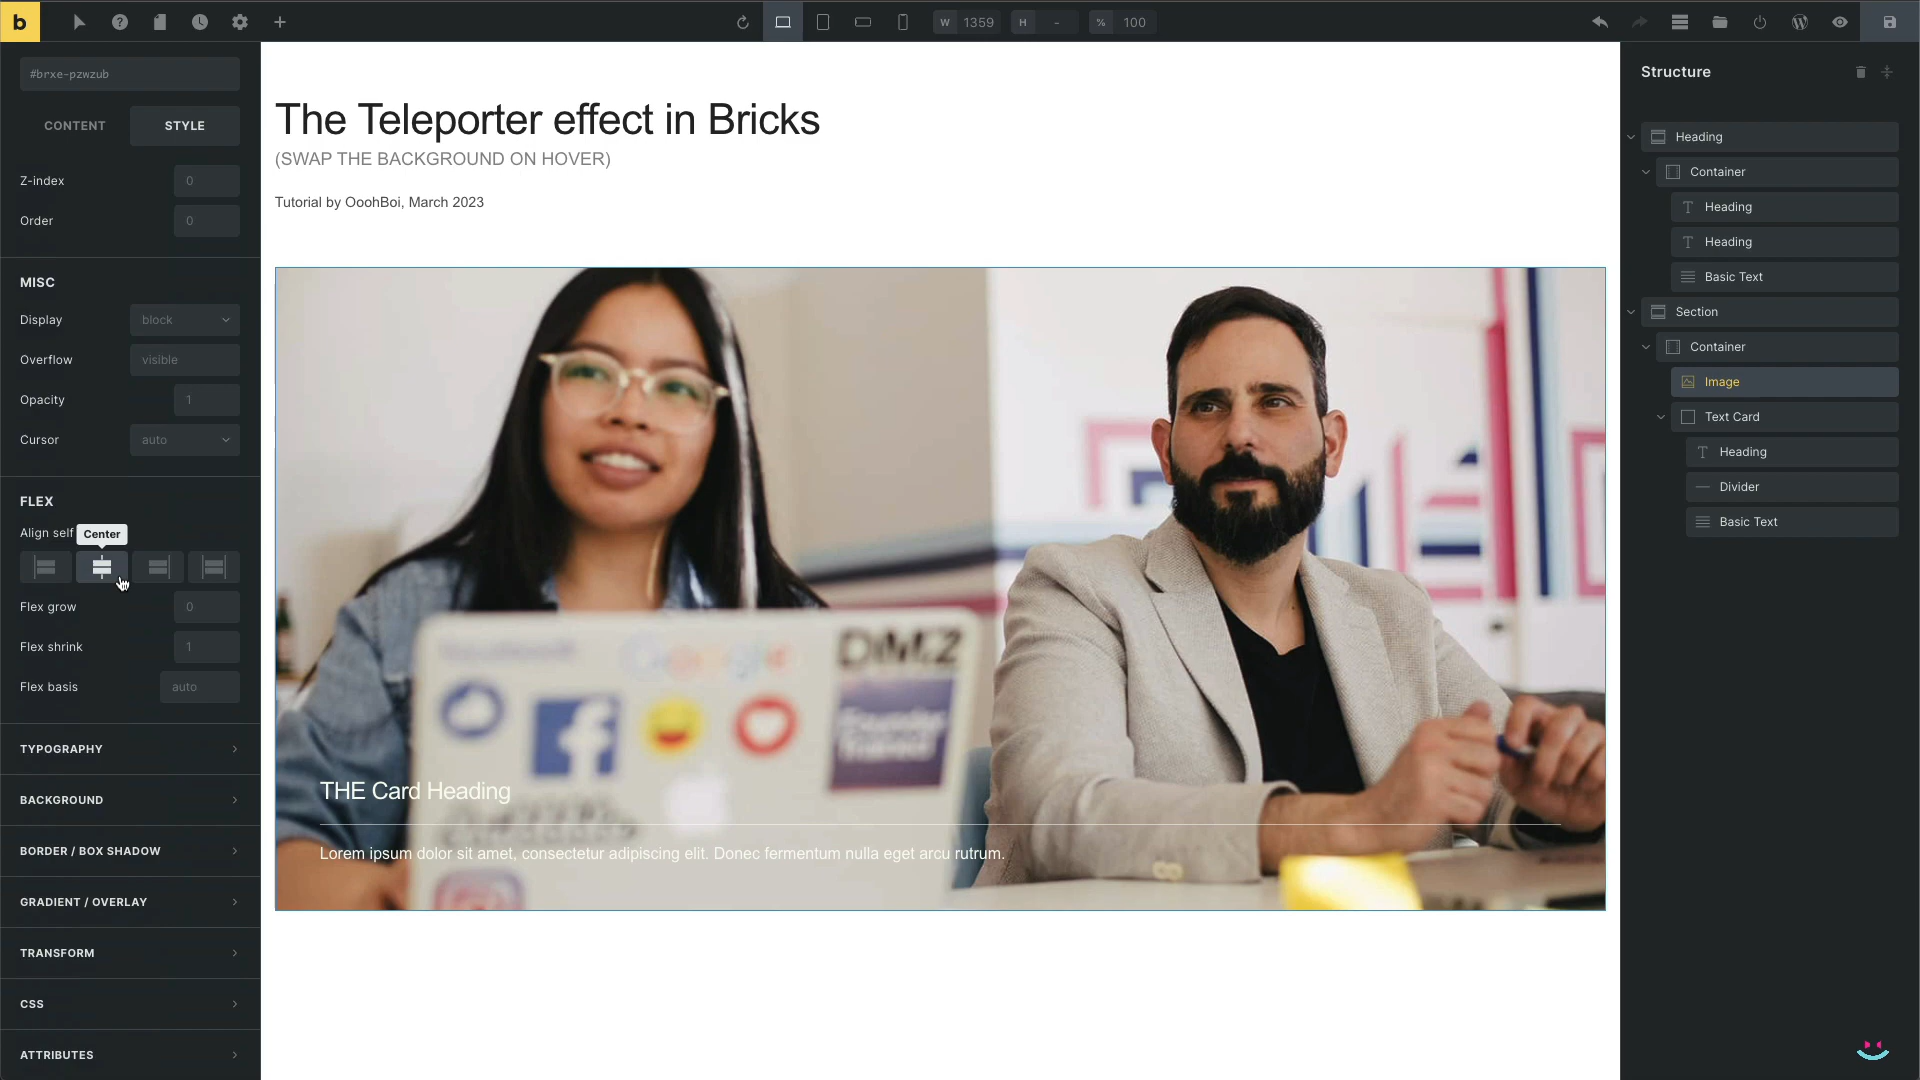 b
W 1359 H - % 100
#brxe-pzwzub
CONTENT STYLE
Z-index 0
Order 0
MISC
Display block
Overflow visible
Opacity 1
Cursor auto
FLEX
Align self Center
Flex grow 0
Flex shrink 1
Flex basis auto
TYPOGRAPHY
BACKGROUND
BORDER / BOX SHADOW
GRADIENT / OVERLAY
TRANSFORM
CSS
ATTRIBUTES
The Teleporter effect in Bricks
(SWAP THE BACKGROUND ON HOVER)
Tutorial by OoohBoi, March 2023
Google
DMZ
Founder
THE Card Heading
Lorem ipsum dolor sit amet, consectetur adipiscing elit. Donec fermentum nulla eget arcu rutrum.
Structure
Heading
Container
Heading
Heading
Basic Text
Section
Container
Image
Text Card
Heading
Divider
Basic Text